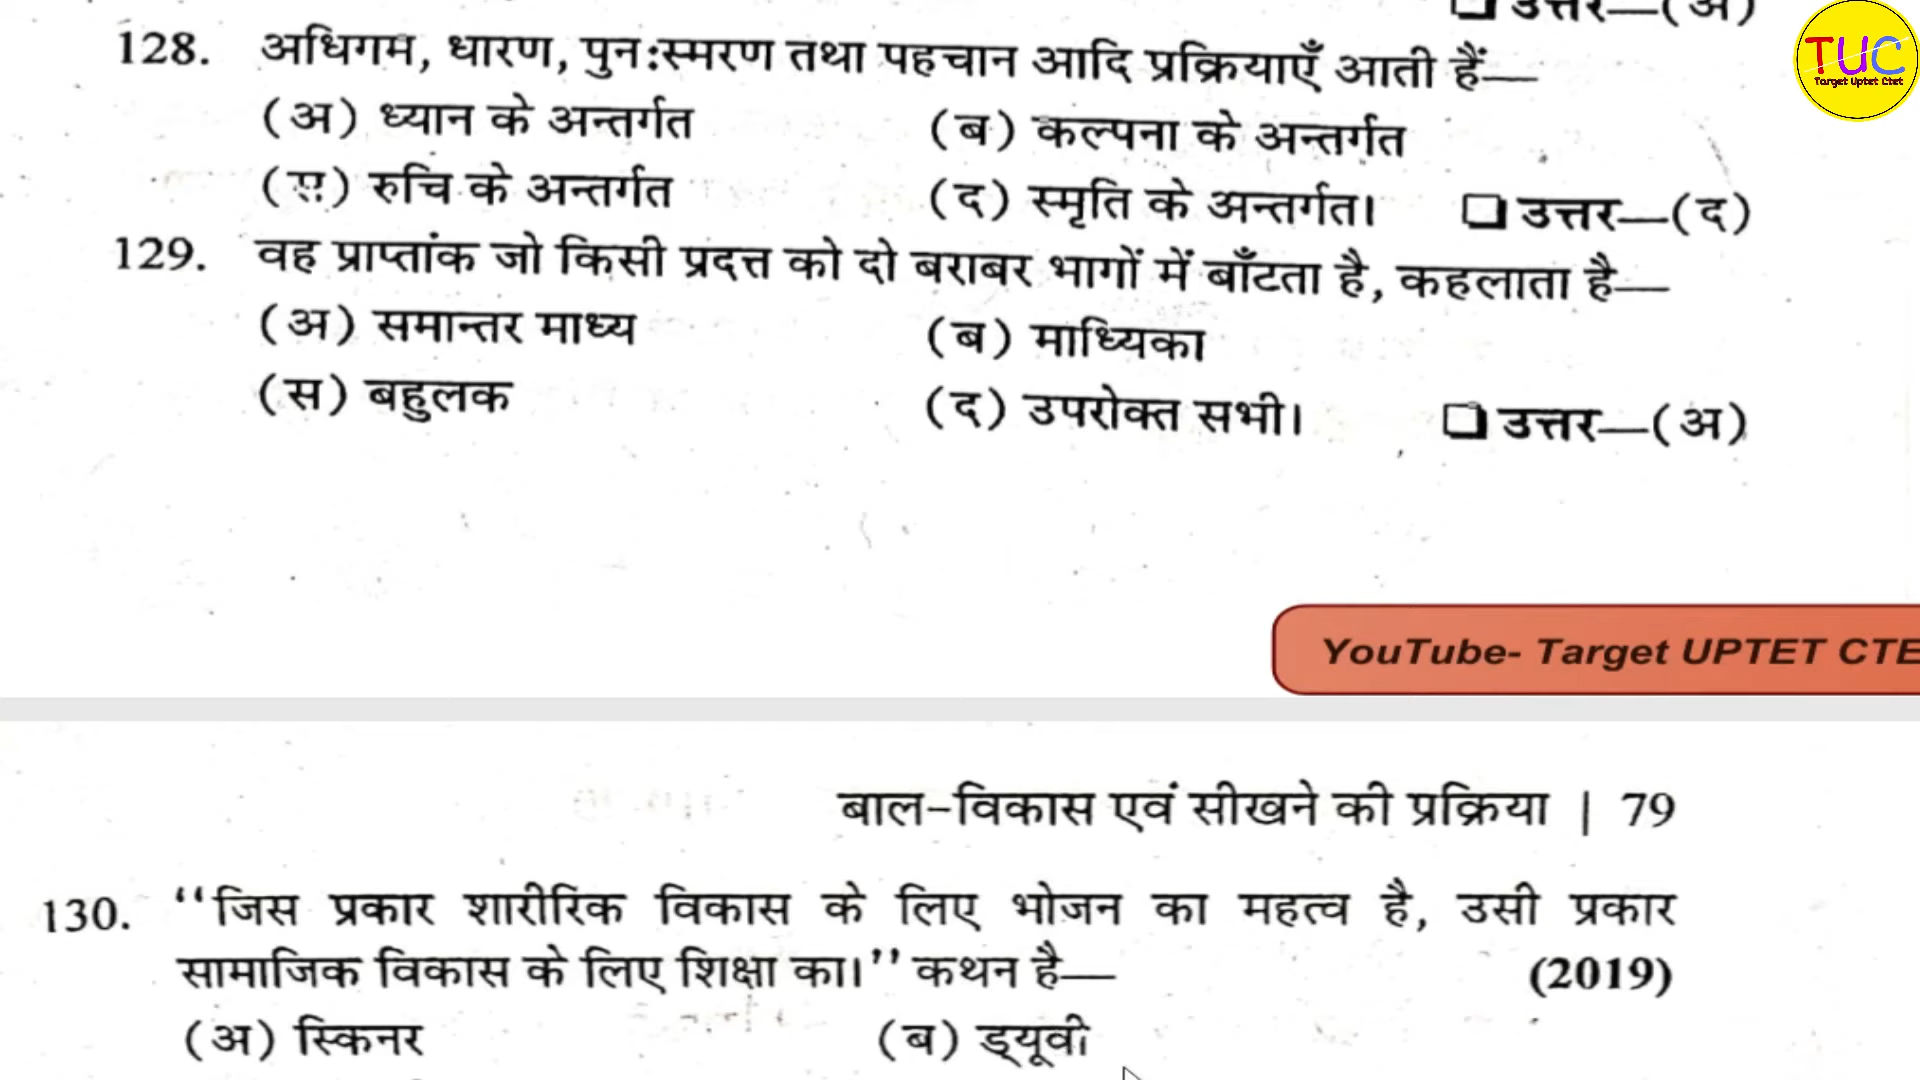 उत्तर—(अ)
TUC
Target Uptet Ctet
128. अधिगम, धारण, पुनःस्मरण तथा पहचान आदि प्रक्रियाएँ आती हैं—
(अ) ध्यान के अन्तर्गत (ब) कल्पना के अन्तर्गत
(स) रुचि के अन्तर्गत (द) स्मृति के अन्तर्गत। ❑ उत्तर—(द)
129. वह प्राप्तांक जो किसी प्रदत्त को दो बराबर भागों में बाँटता है, कहलाता है—
(अ) समान्तर माध्य (ब) माध्यिका
(स) बहुलक (द) उपरोक्त सभी। ❑ उत्तर—(अ)
YouTube- Target UPTET CTE
बाल-विकास एवं सीखने की प्रक्रिया | 79
130. ‘‘जिस प्रकार शारीरिक विकास के लिए भोजन का महत्व है, उसी प्रकार
सामाजिक विकास के लिए शिक्षा का।’’ कथन है— (2019)
(अ) स्किनर (ब) ड्यूवी